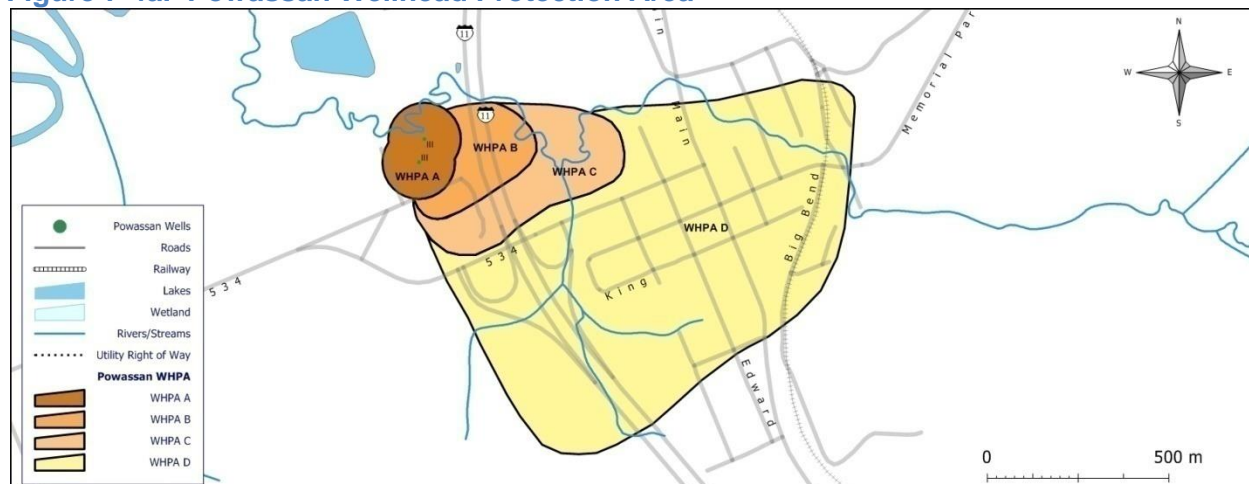 11
Main
Memorial Par
N
W
E
S
11
WHPA B
WHPA A
WHPA C
WHPA D
Big Bend
534
King
534
Edward
Powassan Wells
Roads
Railway
Lakes
Wetland
Rivers/Streams
Utility Right of Way
Powassan WHPA
WHPA A
WHPA B
WHPA C
WHPA D
0
500 m